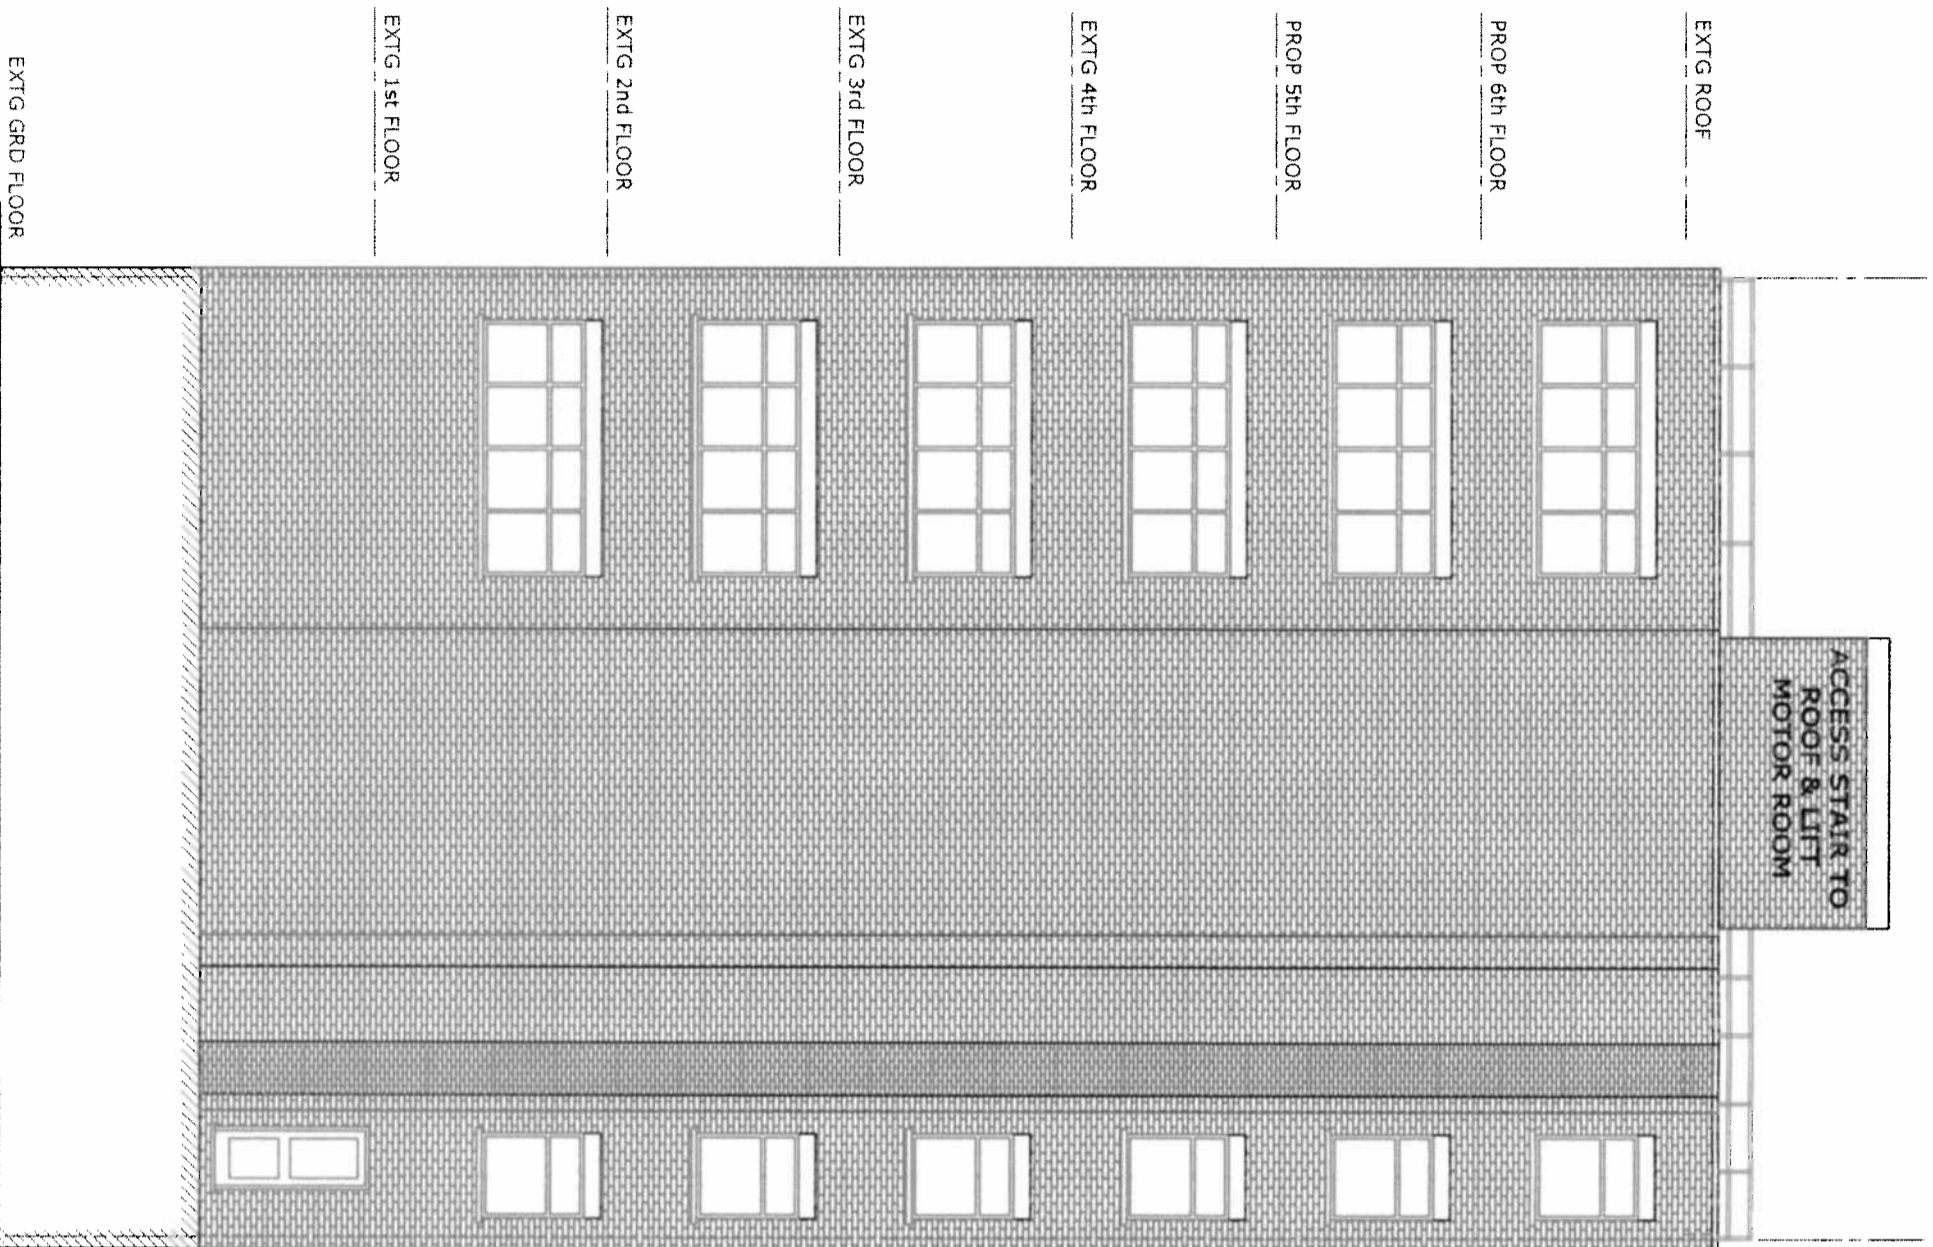 EXTG ROOF
PROP 6th FLOOR
PROP 5th FLOOR
EXTG 4th FLOOR
EXTG 3rd FLOOR
EXTG 2nd FLOOR
EXTG 1st FLOOR
EXTG GRD FLOOR
ACCESS STAIR TO
ROOF & LIFT
MOTOR ROOM